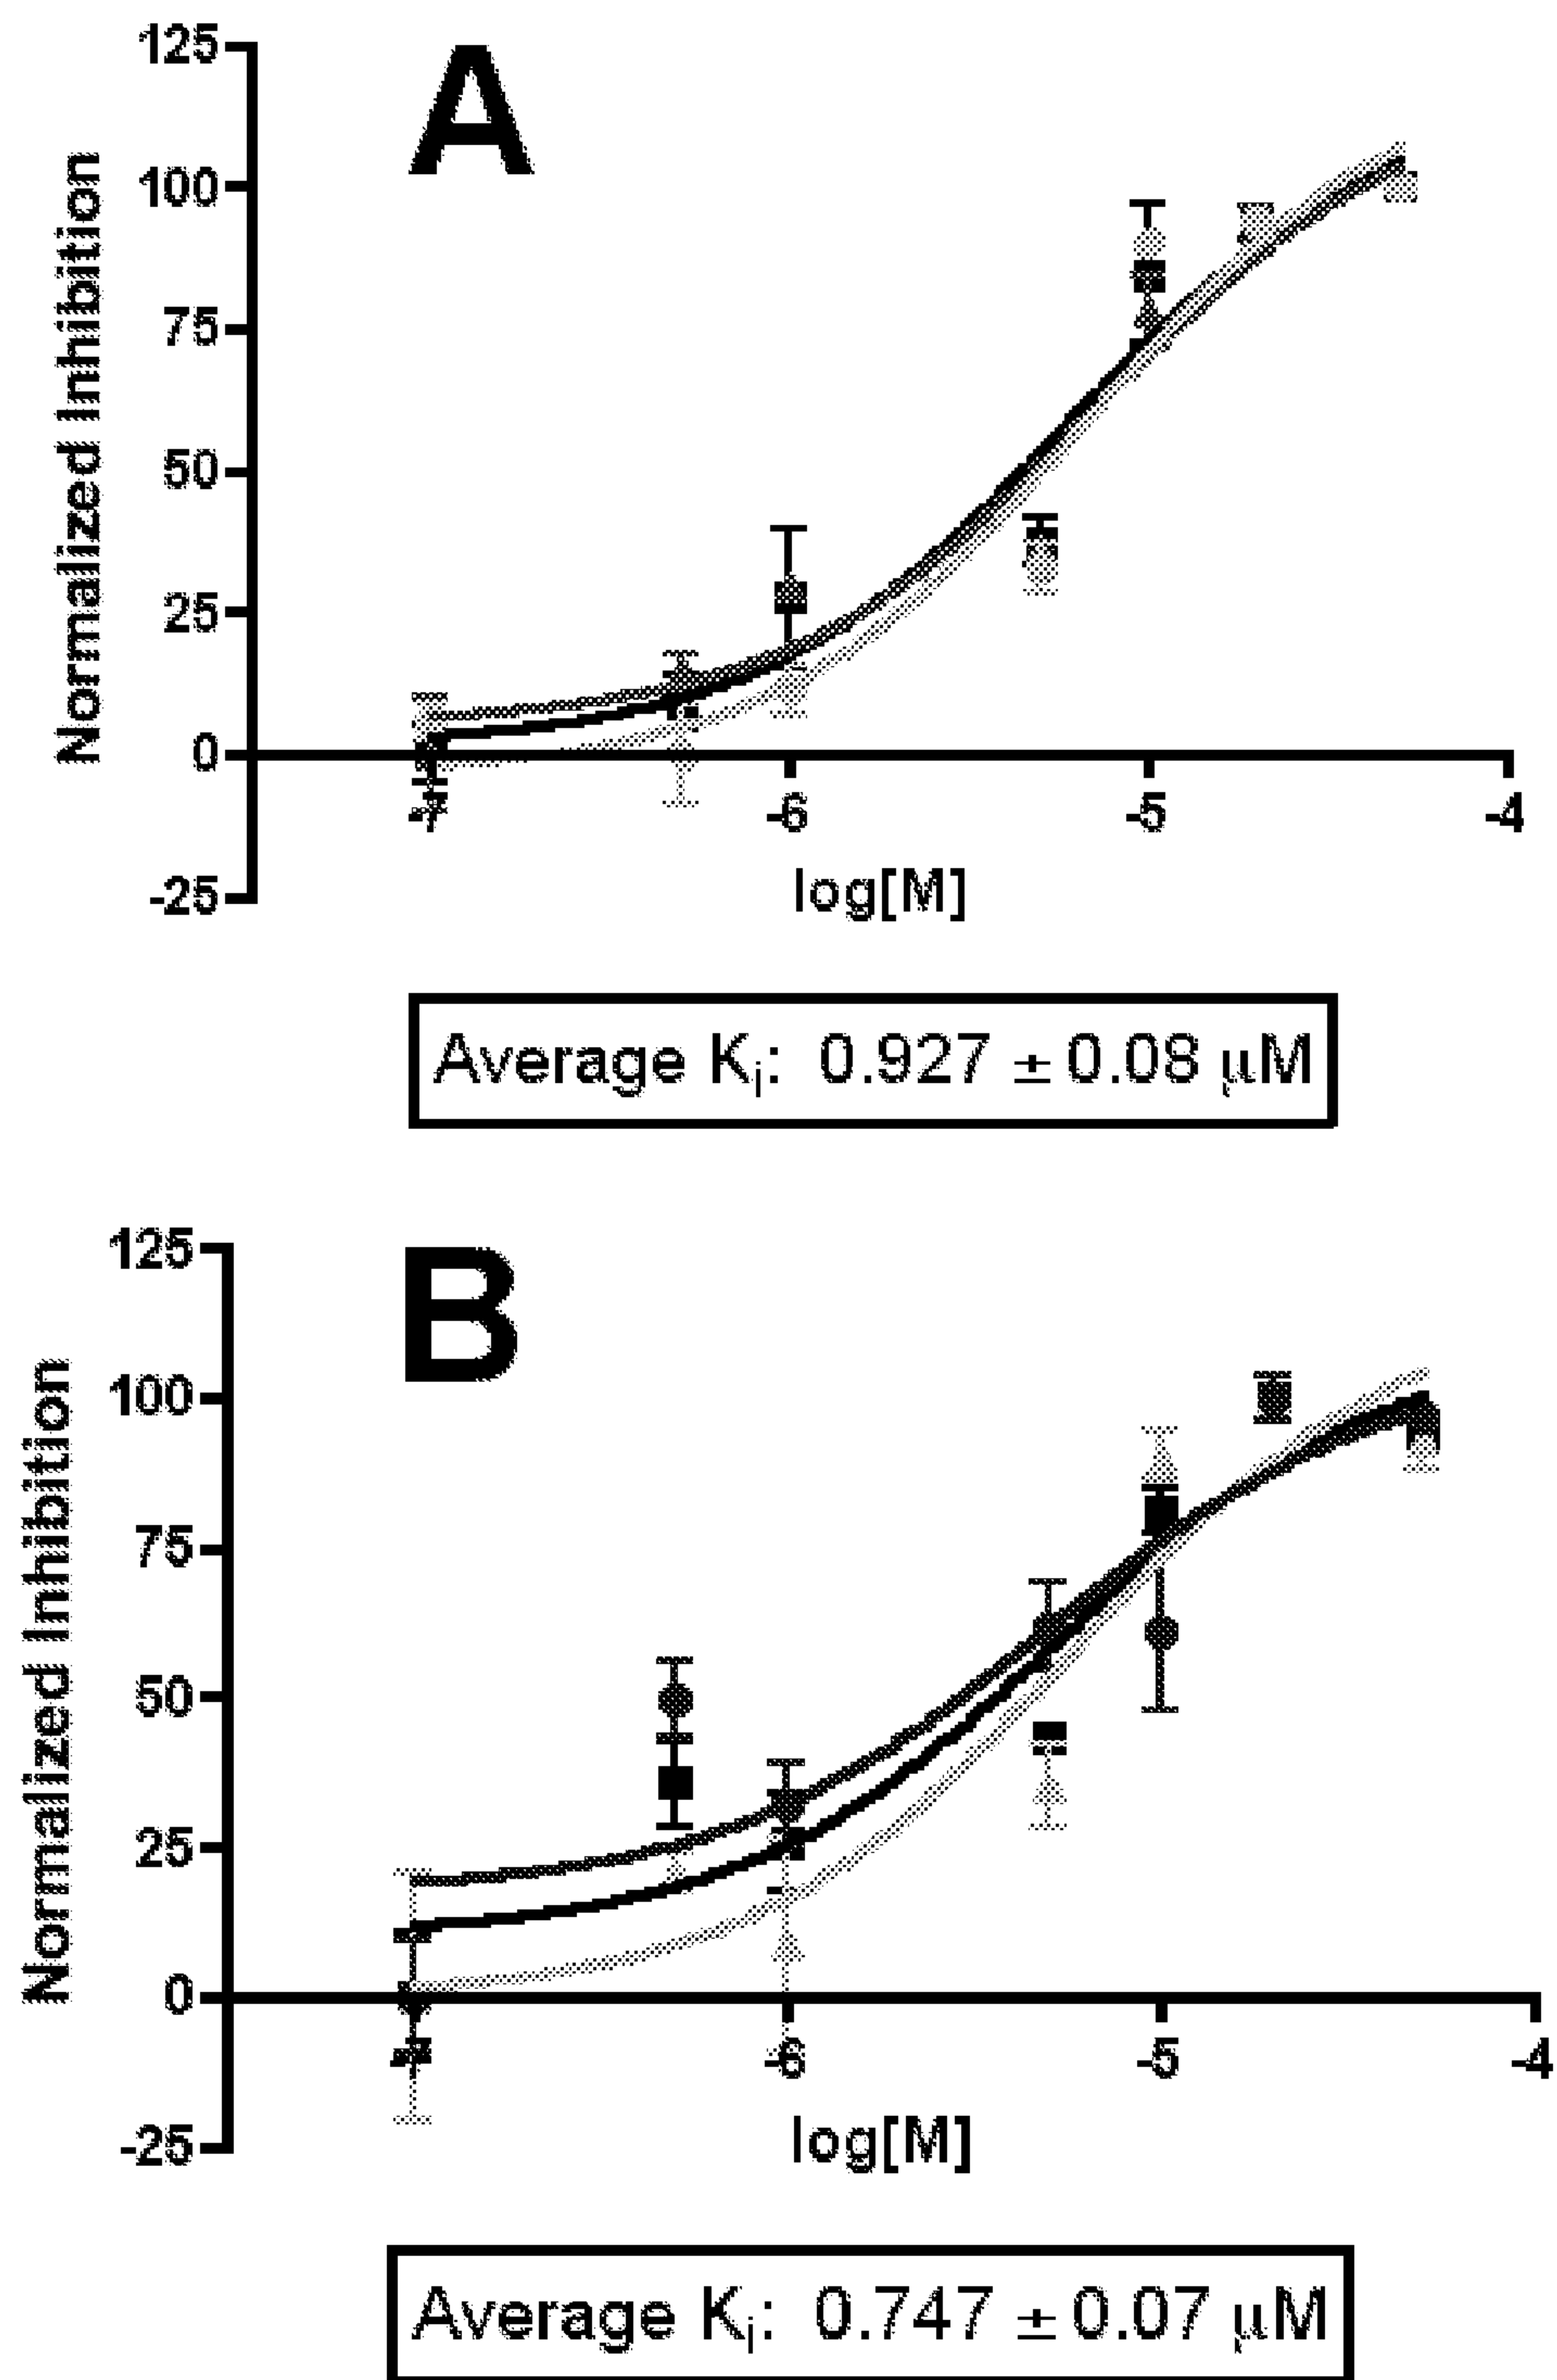 A
125
100
75
50
25
0
-25
Normalized Inhibition
-7
-6
-5
-4
log[M]
Average Ki: 0.927 ± 0.08 µM
B
125
100
75
50
25
0
-25
Normalized Inhibition
-7
-6
-5
-4
log[M]
Average Ki: 0.747 ± 0.07 µM